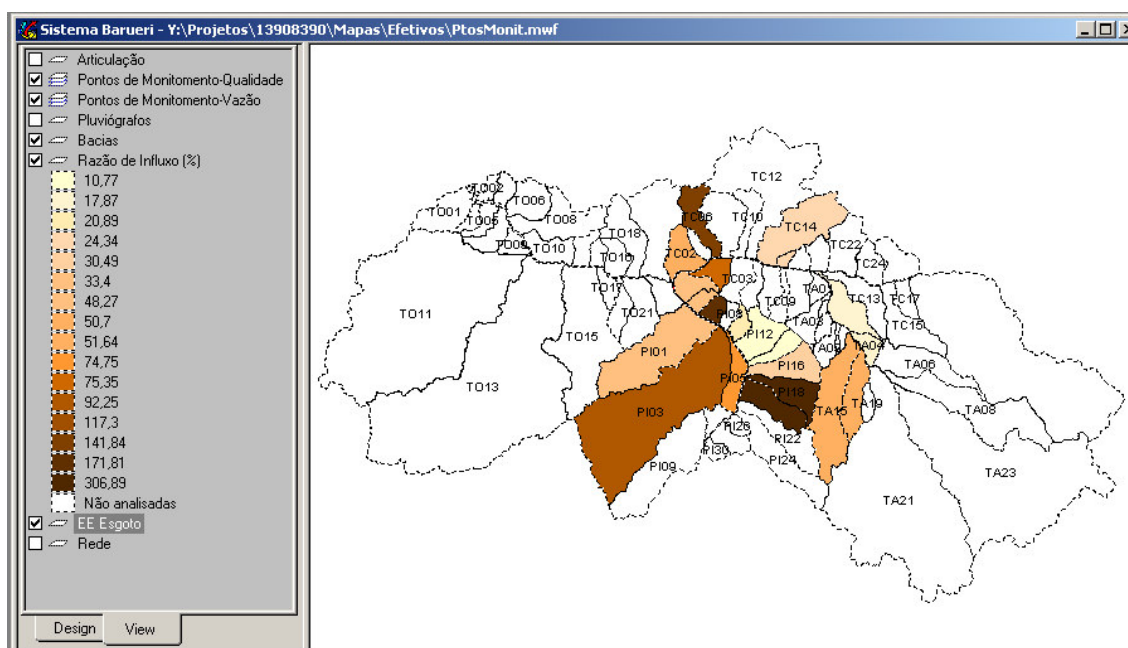 Sistema Barueri - Y:\Projetos\13908390\Mapas\Efetivos\PtosMonit.mwf
Articulação
Pontos de Monitomento-Qualidade
Pontos de Monitomento-Vazão
Pluviógrafos
Bacias
Razão de Influxo (%)
10,77
17,87
20,89
24,34
30,49
33,4
48,27
50,7
51,64
74,75
75,35
92,25
117,3
141,84
171,81
306,89
Não analisadas
EE Esgoto
Rede
Design View
TC12
TO02
TO06
TO01
TO05
TO08
TC06
TC10
TC14
TO18
TC22
TO09
TO10
TO16
TC02
TC24
TC03
TO17
TC09
TC13
TC17
TO11
TO21
PI08
TA03
TC15
TO15
PI12
TA04
PI01
PI16
TA06
TO13
PI18
PI03
TA15
TA19
TA08
PI26
PI22
PI30
PI24
PI09
TA23
TA21